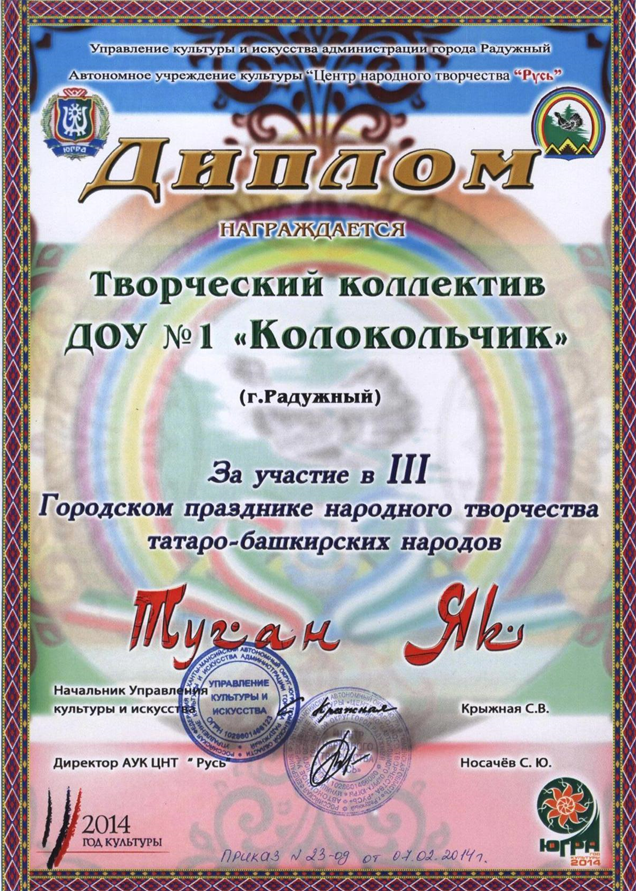 Управление культуры и искусства администрации города Радужный
Автономное учреждение культуры “Центр народного творчества “Русь”
ЮГРА
Диплом
НАГРАЖДАЕТСЯ
Творческий коллектив
ДОУ №1 «Колокольчик»
(г.Радужный)
За участие в III
Городском празднике народного творчества
татаро-башкирских народов
Туган Як
Начальник Управления
культуры и искусства
УПРАВЛЕНИЕ
КУЛЬТУРЫ И
ИСКУССТВА
Крыжная С.В.
Директор АУК ЦНТ “ Русь”
Носачёв С. Ю.
2014
ГОД КУЛЬТУРЫ
ЮГРА
2014
Приказ N 23-од от 07.02.2014г.